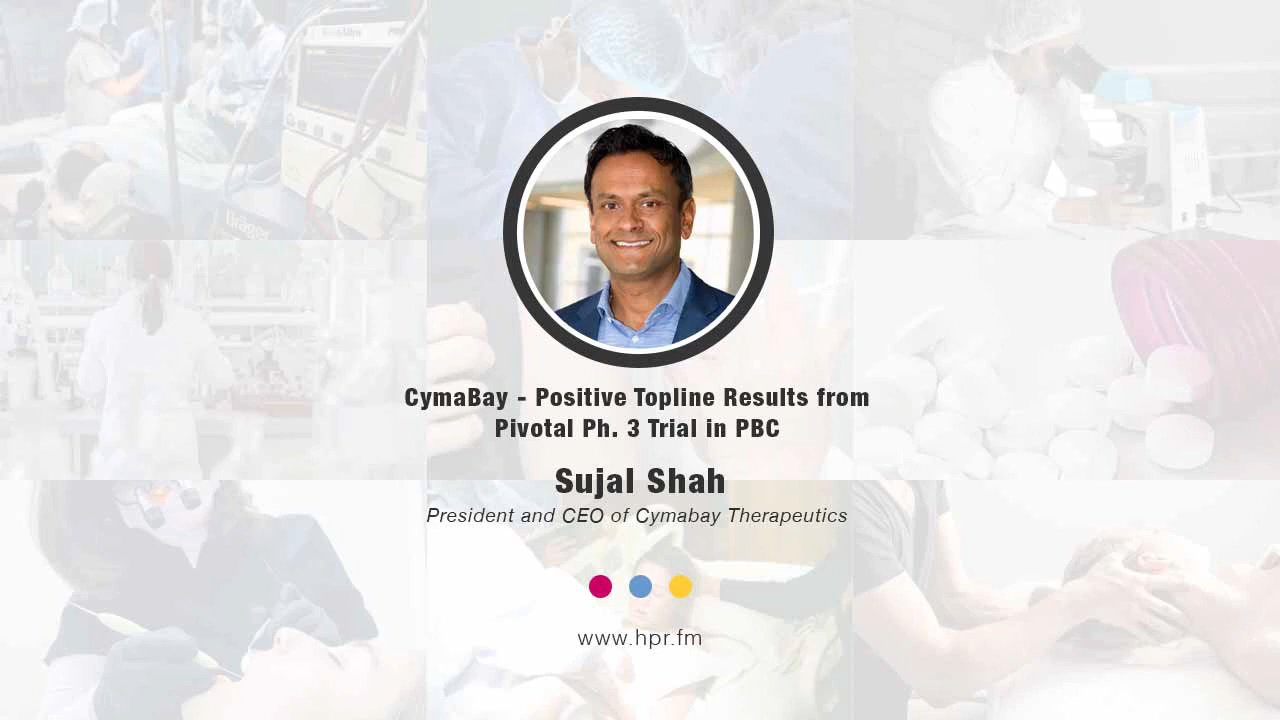 Dräger
CymaBay - Positive Topline Results from
Pivotal Ph. 3 Trial in PBC
Sujal Shah
President and CEO of Cymabay Therapeutics
www.hpr.fm